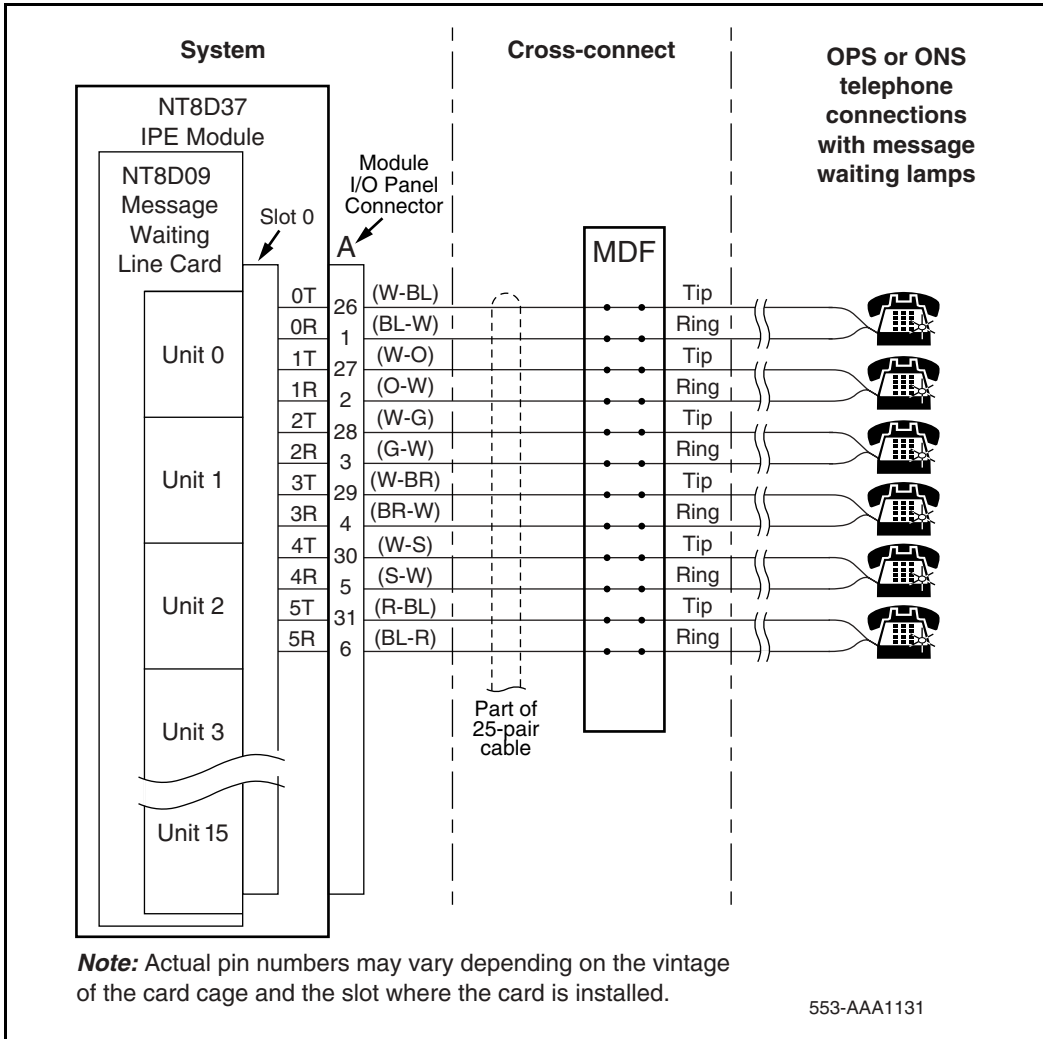 System
Cross-connect
OPS or ONS
telephone
connections
with message
waiting lamps
NT8D37
IPE Module
NT8D09
Message
Waiting
Line Card
Slot 0
Module
I/O Panel
Connector
A
MDF
Unit 0
Unit 1
Unit 2
Unit 3
Unit 15
0T 26 (W-BL) Tip
0R 1 (BL-W) Ring
1T 27 (W-O) Tip
1R 2 (O-W) Ring
2T 28 (W-G) Tip
2R 3 (G-W) Ring
3T 29 (W-BR) Tip
3R 4 (BR-W) Ring
4T 30 (W-S) Tip
4R 5 (S-W) Ring
5T 31 (R-BL) Tip
5R 6 (BL-R) Ring
Part of
25-pair
cable
Note: Actual pin numbers may vary depending on the vintage
of the card cage and the slot where the card is installed.
553-AAA1131